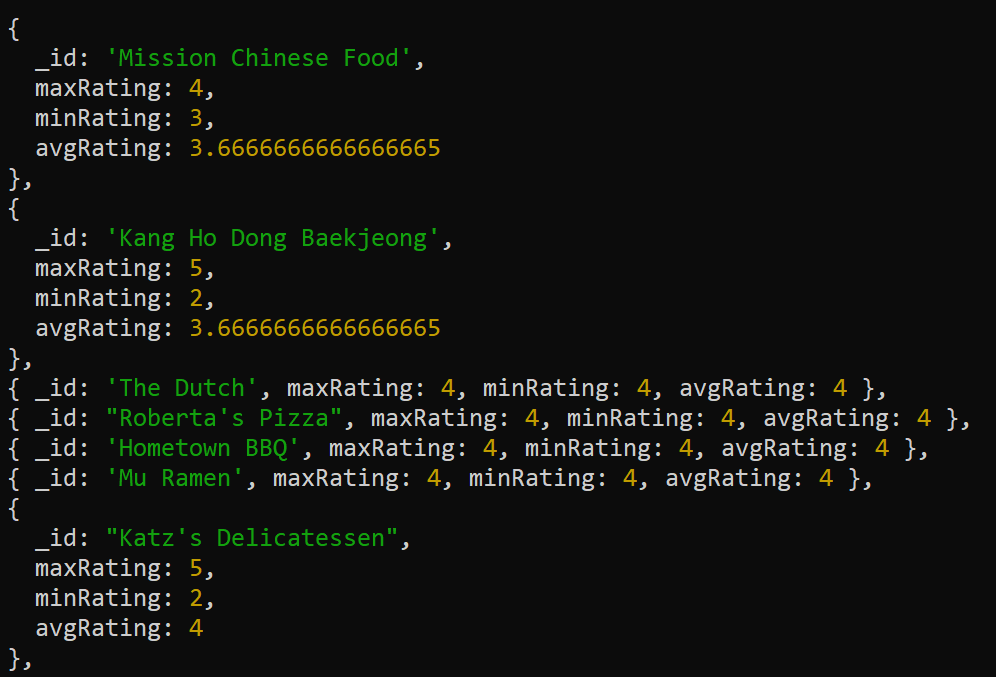 {
  _id: 'Mission Chinese Food',
  maxRating: 4,
  minRating: 3,
  avgRating: 3.6666666666666665
},
{
  _id: 'Kang Ho Dong Baekjeong',
  maxRating: 5,
  minRating: 2,
  avgRating: 3.6666666666666665
},
{ _id: 'The Dutch', maxRating: 4, minRating: 4, avgRating: 4 },
{ _id: "Roberta's Pizza", maxRating: 4, minRating: 4, avgRating: 4 },
{ _id: 'Hometown BBQ', maxRating: 4, minRating: 4, avgRating: 4 },
{ _id: 'Mu Ramen', maxRating: 4, minRating: 4, avgRating: 4 },
{
  _id: "Katz's Delicatessen",
  maxRating: 5,
  minRating: 2,
  avgRating: 4
},